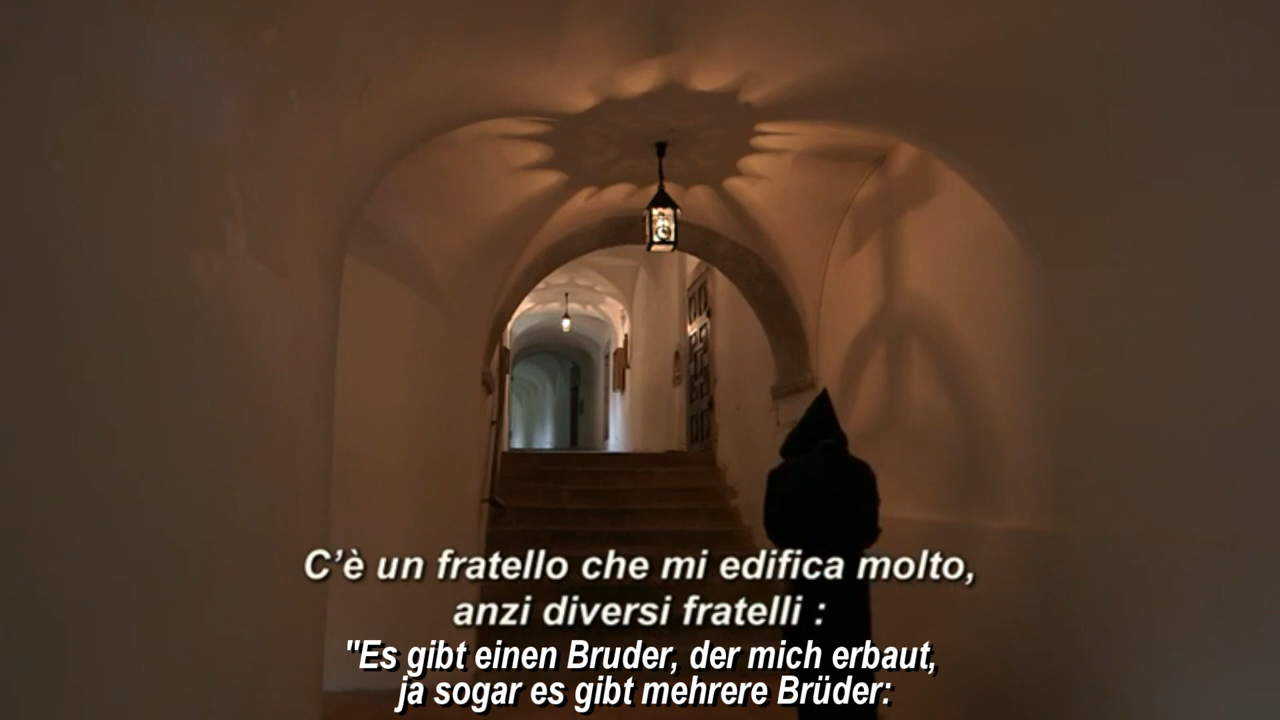 C’è un fratello che mi edifica molto,
anzi diversi fratelli :
"Es gibt einen Bruder, der mich erbaut,
ja sogar es gibt mehrere Brüder: